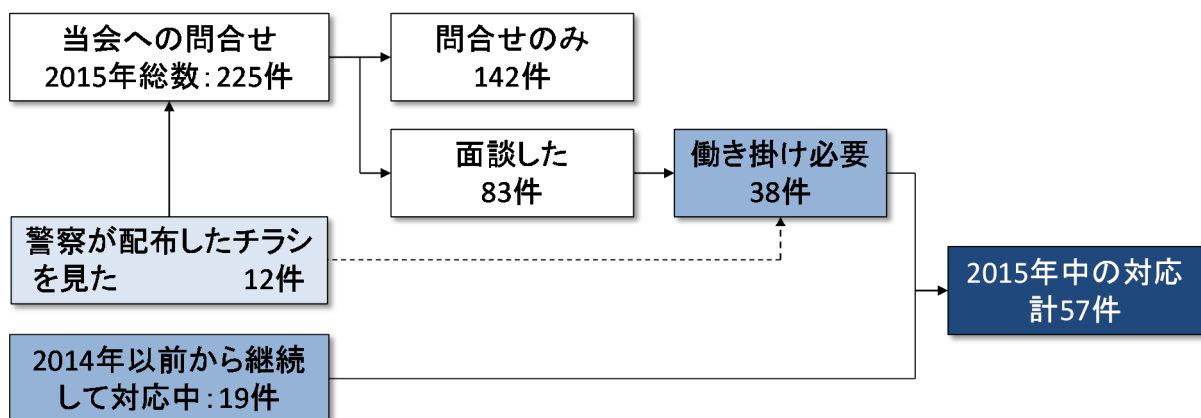 当会への問合せ
2015年総数：225件
問合せのみ
142件
面談した
83件
働き掛け必要
38件
警察が配布したチラシ
を見た 12件
2015年中の対応
計57件
2014年以前から継続
して対応中：19件